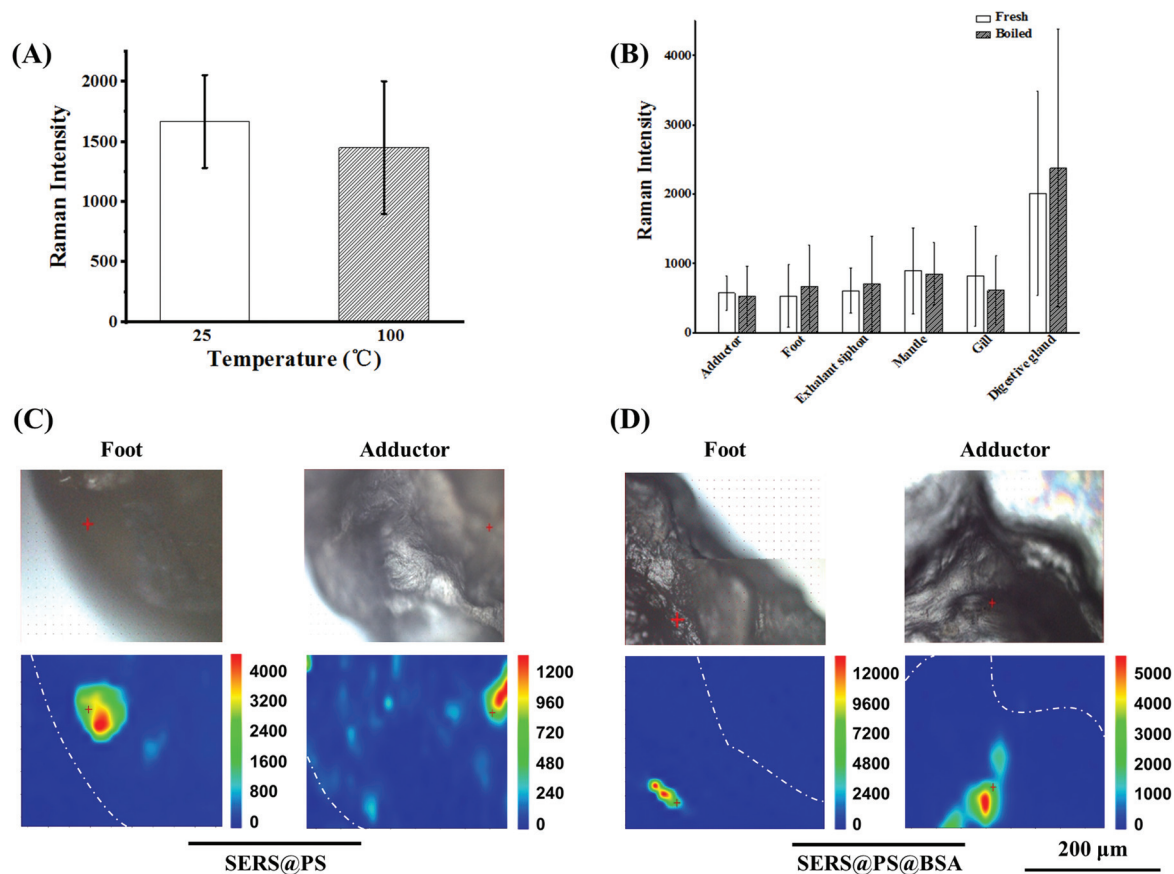 (A)
Raman Intensity
2000
1500
1000
500
0
25
100
Temperature (℃)
(B)
Fresh
Boiled
Raman Intensity
4000
3000
2000
1000
0
Adductor
Foot
Exhalant siphon
Mantle
Gill
Digestive gland
(C)
Foot
Adductor
4000
3200
2400
1600
800
0
1200
960
720
480
240
0
SERS@PS
(D)
Foot
Adductor
12000
9600
7200
4800
2400
0
5000
4000
3000
2000
1000
0
SERS@PS@BSA
200 μm